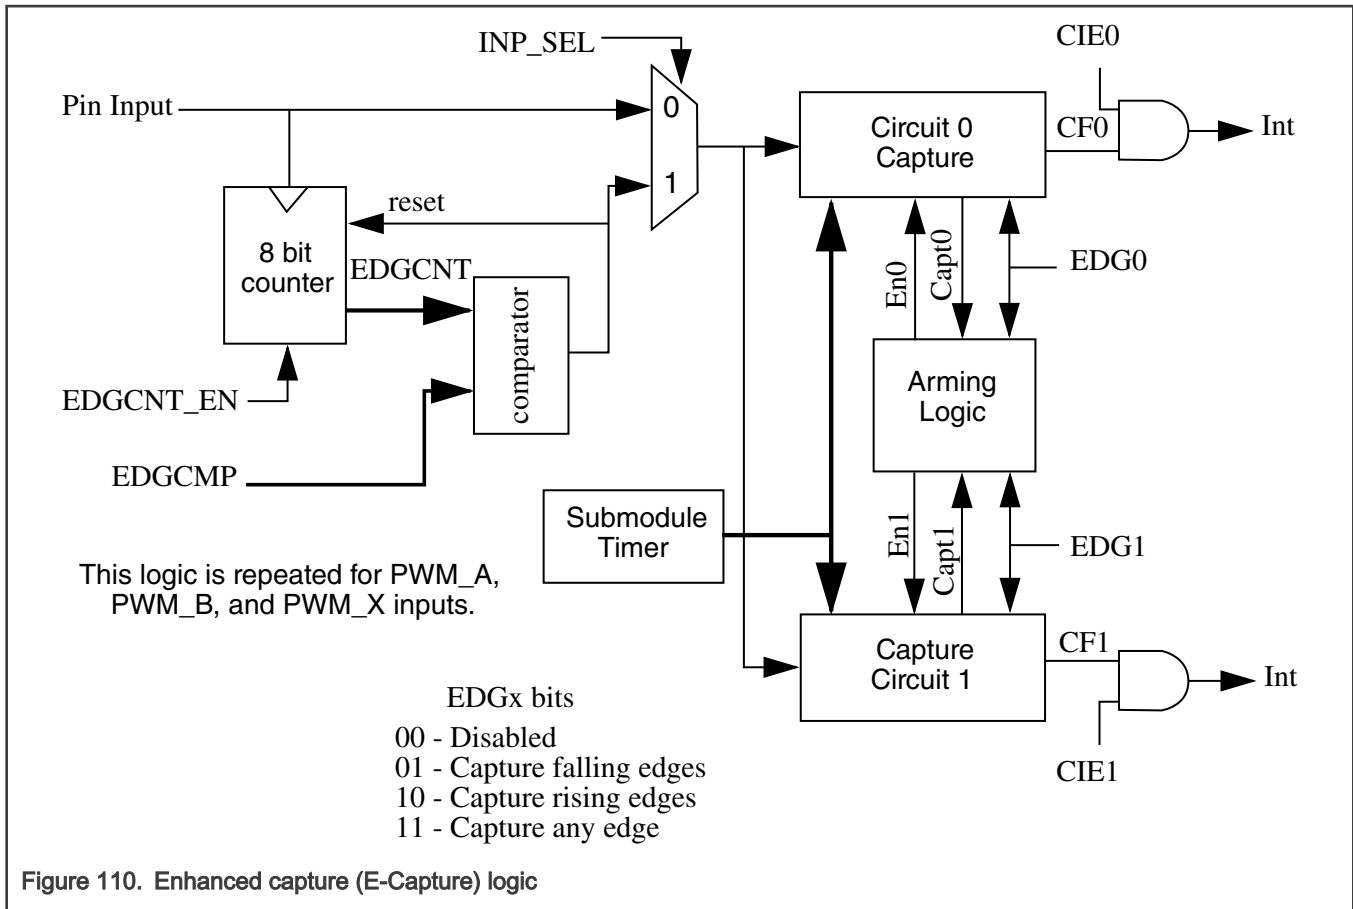 INP_SEL
CIE0
Pin Input
0
Circuit 0
Capture
CF0
Int
1
reset
8 bit
counter
EDGCNT
En0
Capt0
EDG0
comparator
Arming
Logic
EDGCNT_EN
EDGCMP
Submodule
Timer
En1
Capt1
EDG1
This logic is repeated for PWM_A,
PWM_B, and PWM_X inputs.
Capture
Circuit 1
CF1
Int
EDGx bits
00 - Disabled
01 - Capture falling edges
10 - Capture rising edges
11 - Capture any edge
CIE1
Figure 110. Enhanced capture (E-Capture) logic